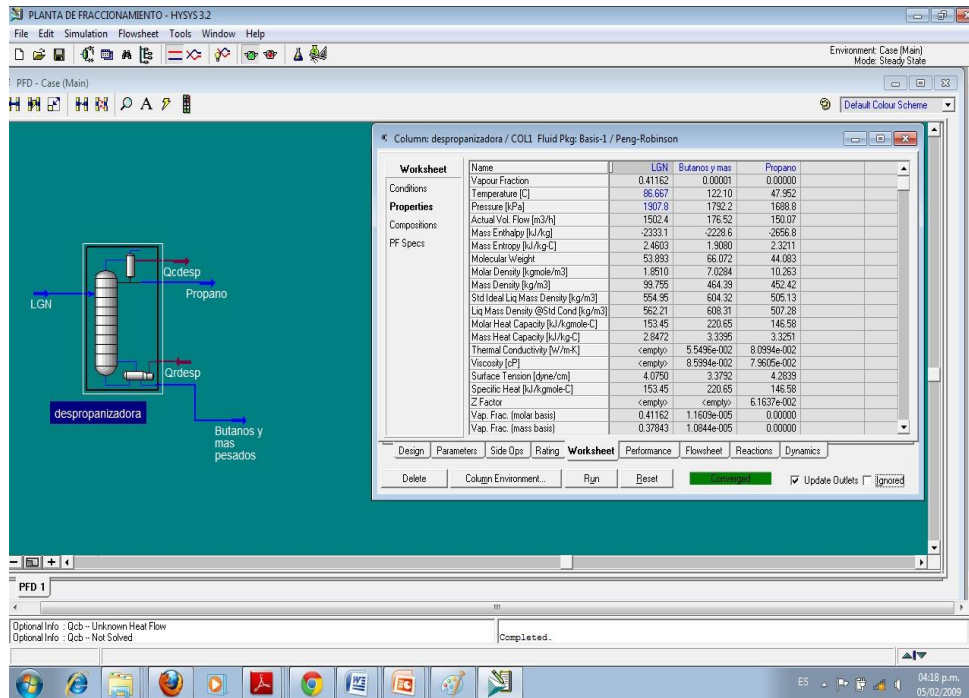 PLANTA DE FRACCIONAMIENTO - HYSYS 3.2
File Edit Simulation Flowsheet Tools Window Help
Environment: Case (Main)
Mode: Steady State
PFD - Case (Main)
Default Colour Scheme
LGN
Qcdesp
Propano
Qrdesp
despropanizadora
Butanos y
mas
pesados
Column: despropanizadora / COL1 Fluid Pkg: Basis-1 / Peng-Robinson
Worksheet
Conditions
Properties
Compositions
PF Specs
Name LGN Butanos y mas Propano
Vapour Fraction 0.41162 0.00001 0.00000
Temperature [C] 86.667 122.10 47.952
Pressure [kPa] 1907.8 1792.2 1688.8
Actual Vol. Flow [m3/h] 1502.4 176.52 150.07
Mass Enthalpy [kJ/kg] -2333.1 -2228.6 -2656.8
Mass Entropy [kJ/kg-C] 2.4603 1.9080 2.3211
Molecular Weight 53.893 66.072 44.083
Molar Density [kgmole/m3] 1.8510 7.0284 10.263
Mass Density [kg/m3] 99.755 464.39 452.42
Std Ideal Liq Mass Density [kg/m3] 554.95 604.32 505.13
Liq Mass Density @Std Cond [kg/m3] 562.21 608.31 507.28
Molar Heat Capacity [kJ/kgmole-C] 153.45 220.65 146.58
Mass Heat Capacity [kJ/kg-C] 2.8472 3.3395 3.3251
Thermal Conductivity [W/m-K] <empty> 5.5496e-002 8.0994e-002
Viscosity [cP] <empty> 8.5994e-002 7.9605e-002
Surface Tension [dyne/cm] 4.0750 3.3792 4.2839
Specific Heat [kJ/kgmole-C] 153.45 220.65 146.58
Z Factor <empty> <empty> 6.1637e-002
Vap. Frac. (molar basis) 0.41162 1.1609e-005 0.00000
Vap. Frac. (mass basis) 0.37843 1.0844e-005 0.00000
Design Parameters Side Ops Rating Worksheet Performance Flowsheet Reactions Dynamics
Delete Column Environment... Run Reset Converged Update Outlets Ignored
PFD 1
Optional Info : Qcb -- Unknown Heat Flow
Optional Info : Qcb -- Not Solved
Completed.
ES 04:18 p.m.
05/02/2009